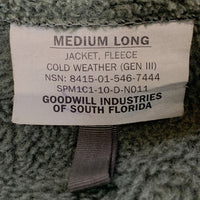 MEDIUM LONG
JACKET, FLEECE
COLD WEATHER (GEN III)
NSN: 8415-01-546-7444
SPM1C1-10-D-N011
GOODWILL INDUSTRIES
OF SOUTH FLORIDA